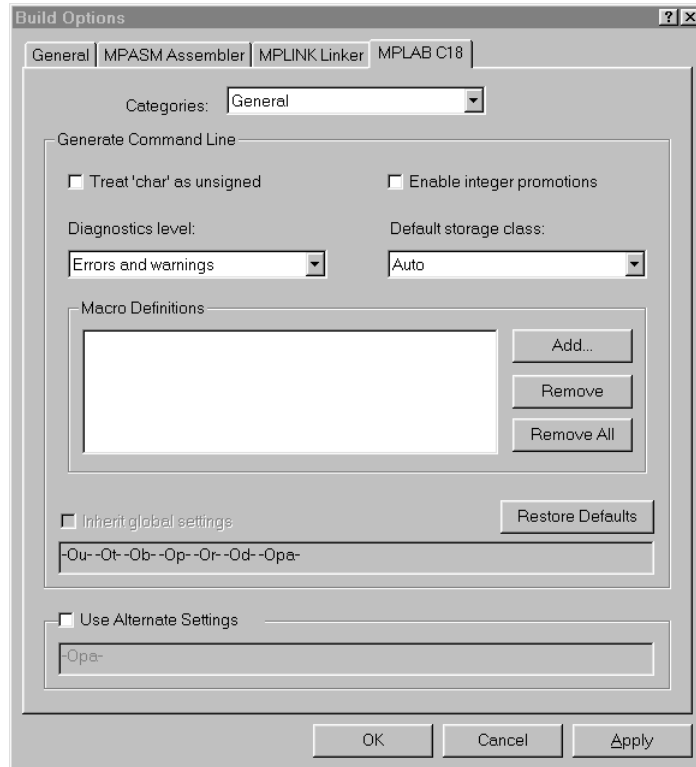 Build Options
General MPASM Assembler MPLINK Linker MPLAB C18
Categories: General
Generate Command Line
Treat 'char' as unsigned Enable integer promotions
Diagnostics level: Default storage class:
Errors and warnings Auto
Macro Definitions
Add...
Remove
Remove All
Inherit global settings Restore Defaults
-Ou- -Ot- -Ob- -Op- -Or- -Od- -Opa-
Use Alternate Settings
-Opa-
OK Cancel Apply